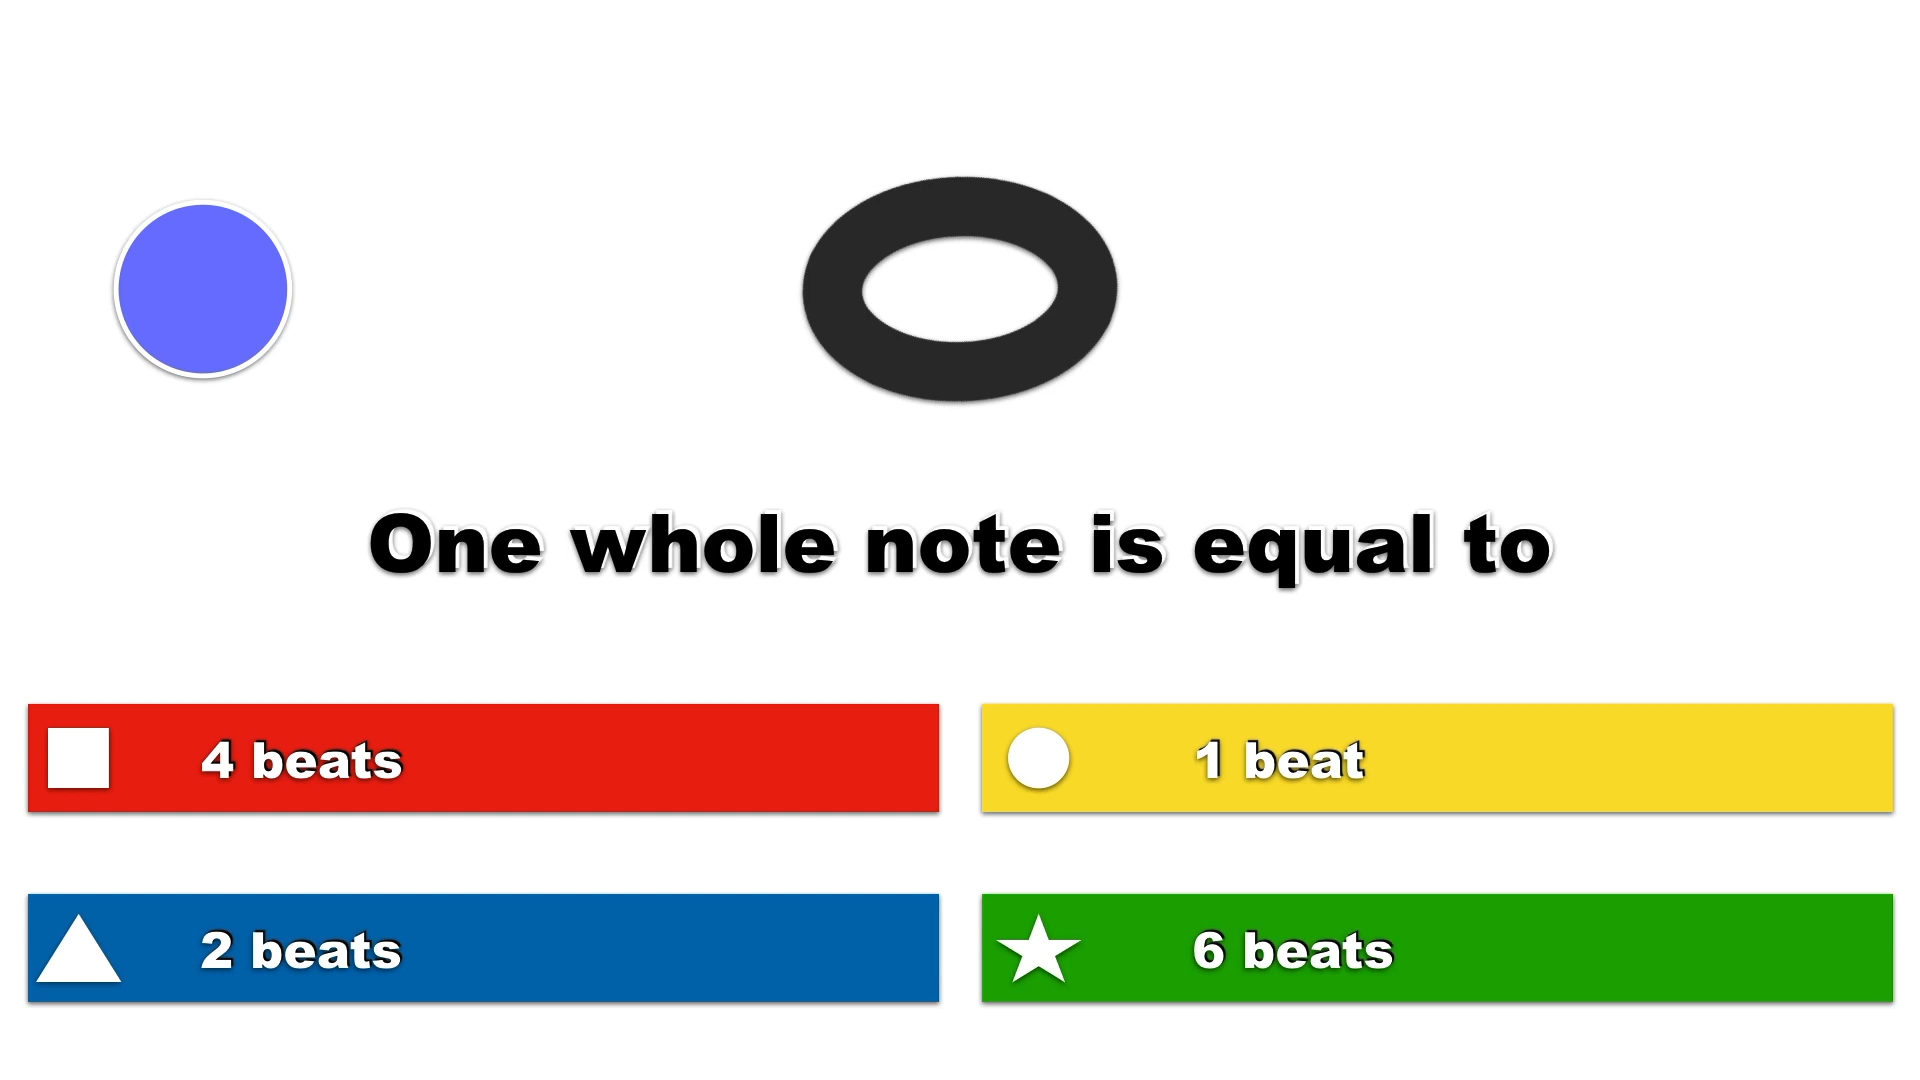 One whole note is equal to
4 beats
1 beat
2 beats
6 beats